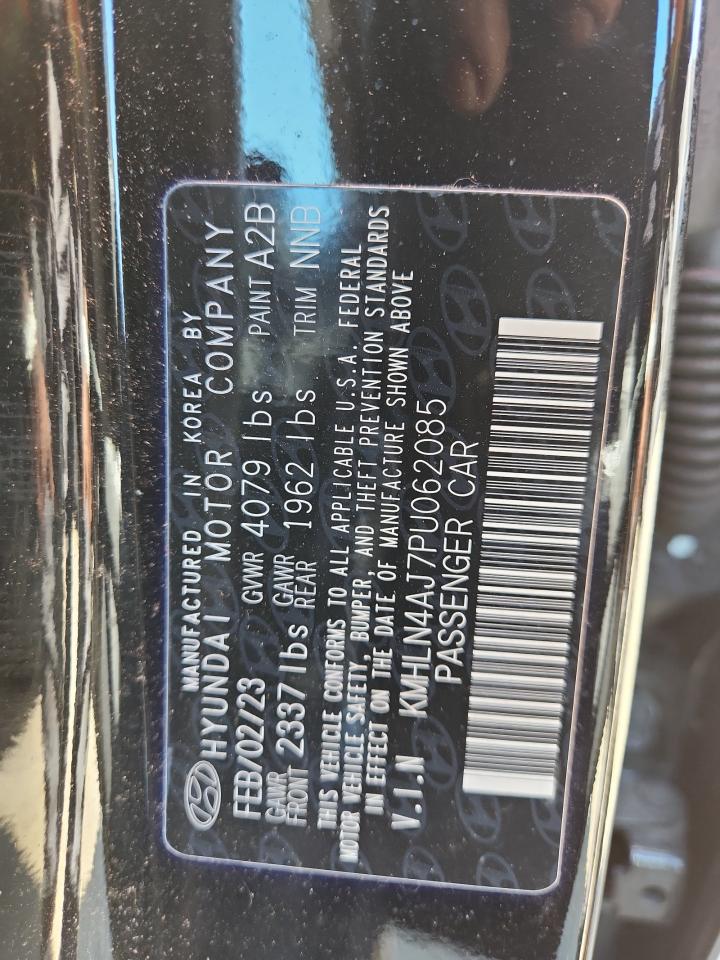 MANUFACTURED IN KOREA BY
HYUNDAI MOTOR COMPANY
FEB/02/23 GVWR 4079 lbs PAINT A2B
GAWR FRONT 2337 lbs GAWR REAR 1962 lbs TRIM NNB
THIS VEHICLE CONFORMS TO ALL APPLICABLE U.S.A. FEDERAL
MOTOR VEHICLE SAFETY, BUMPER, AND THEFT PREVENTION STANDARDS
IN EFFECT ON THE DATE OF MANUFACTURE SHOWN ABOVE
V.I.N KMHLN4AJ7PU062085
PASSENGER CAR